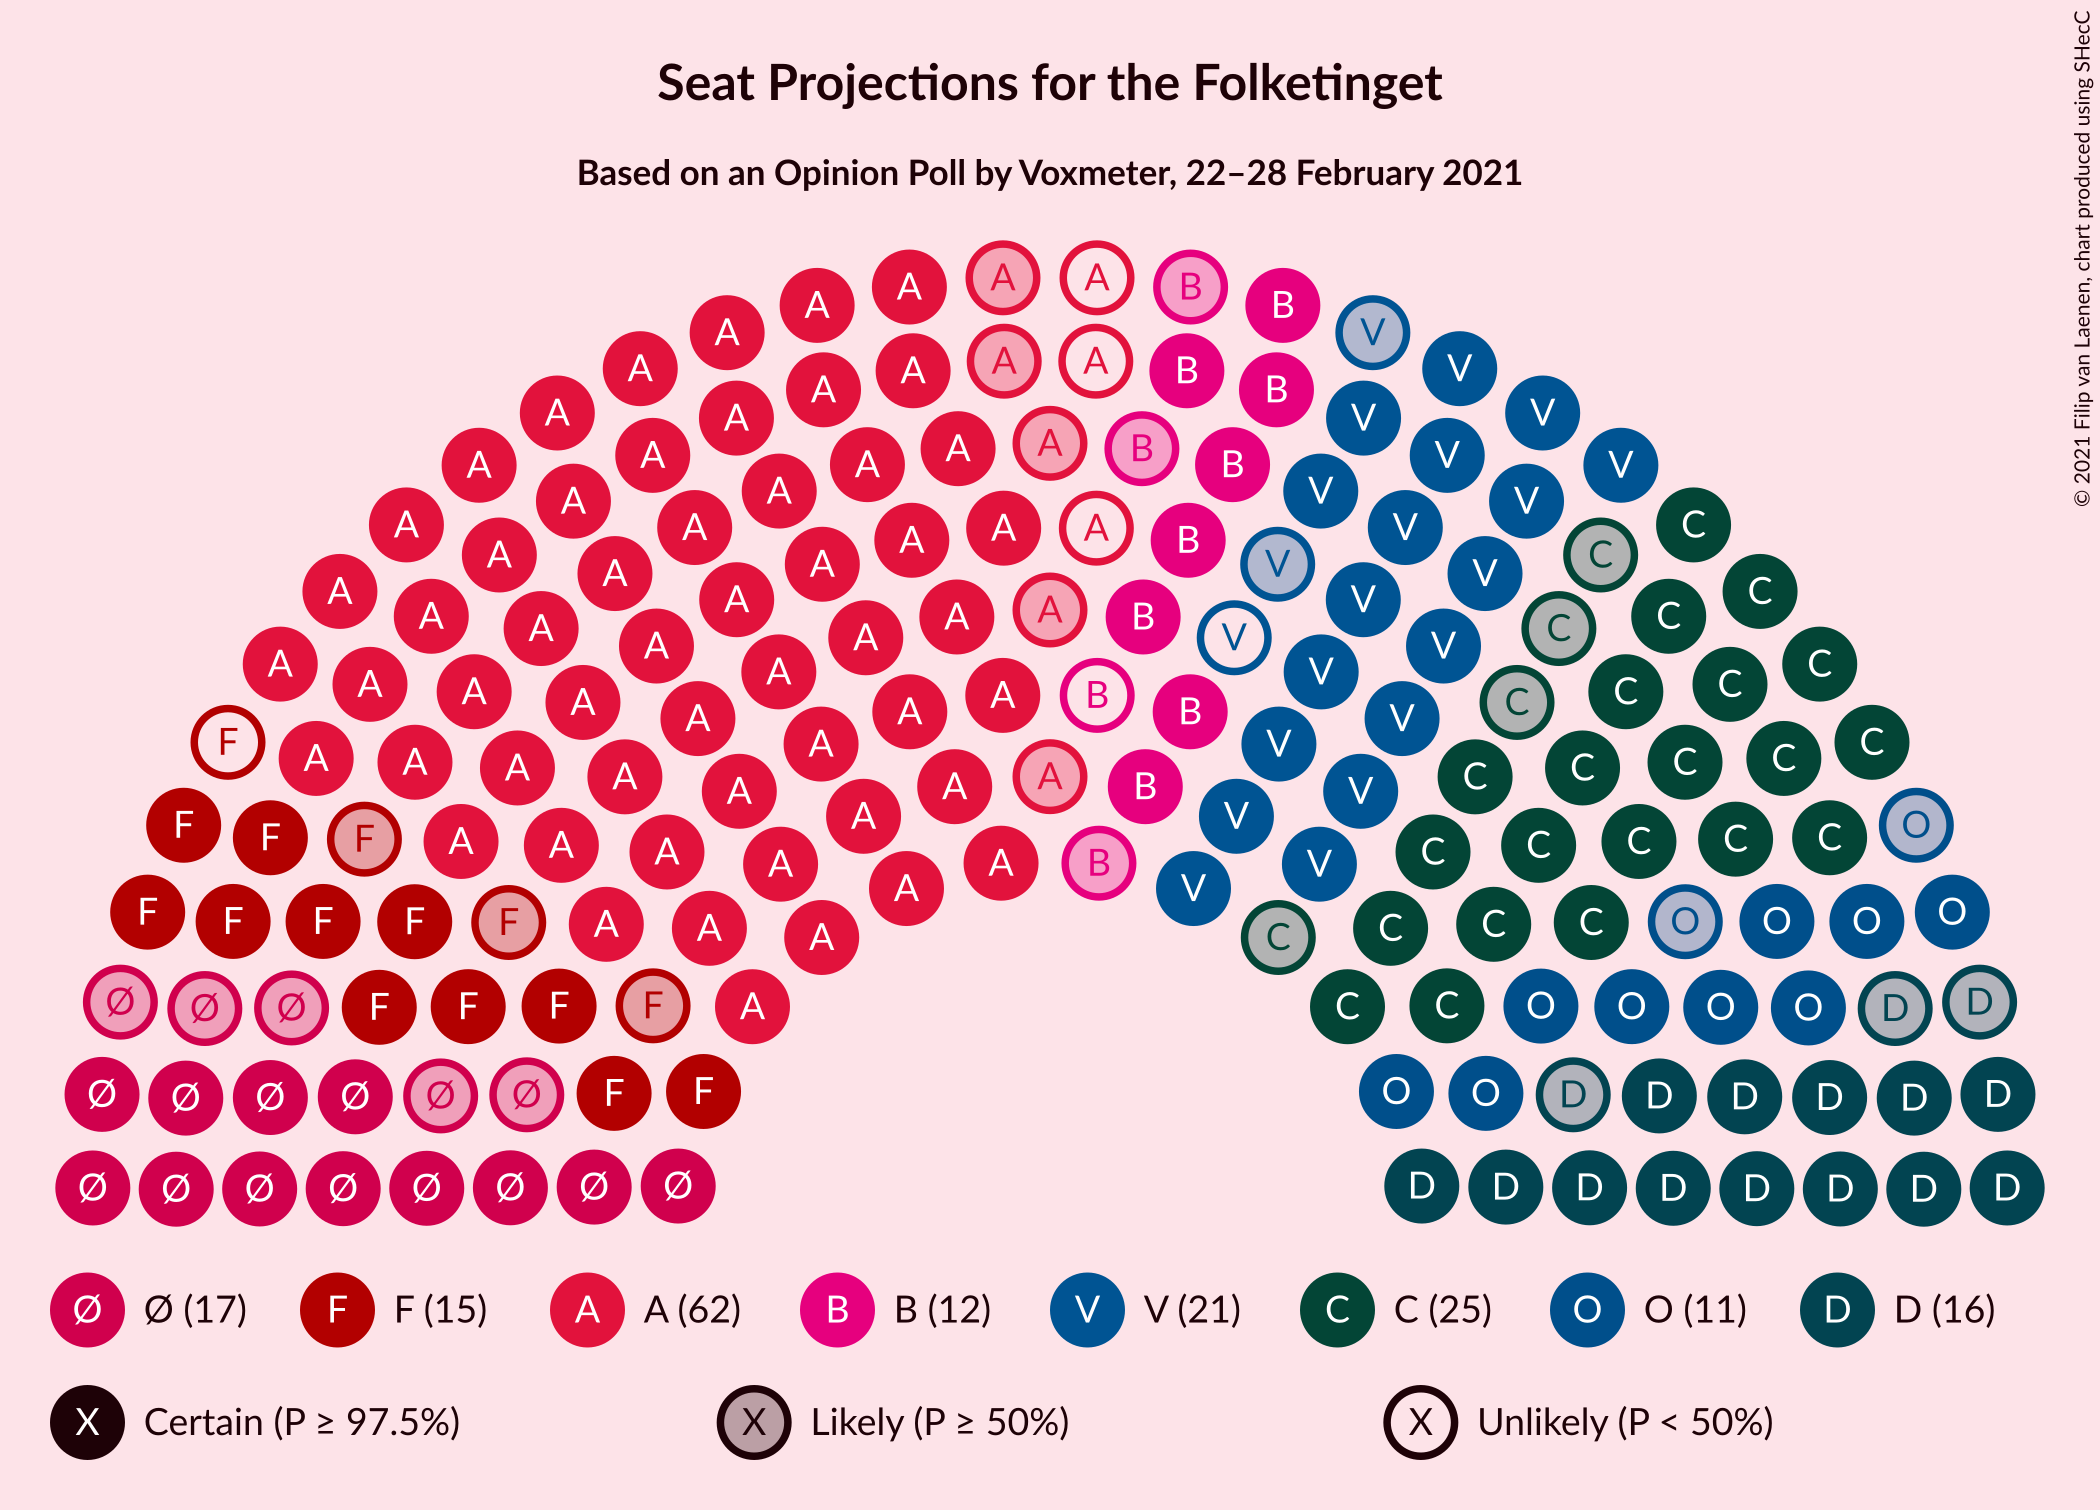 Seat Projections for the Folketinget
Based on an Opinion Poll by Voxmeter, 22–28 February 2021
© 2021 Filip van Laenen, chart produced using SHecC
A A A A B B V V
A A A A B B V V V
A A A A A B B V V V
A A A A A A B V V V C C
A A A A A A B V V V C C C
A A A A A A B V V V C C C C
F A A A A A A B B V V C C C C C
F F F A A A A A A B V V C C C C C C O
F F F F F A A A A A B V V C C C C O O O O
Ø Ø Ø F F F F A A C C C O O O O D D
Ø Ø Ø Ø Ø Ø F F O O D D D D D D
Ø Ø Ø Ø Ø Ø Ø Ø D D D D D D D D
Ø Ø (17) F F (15) A A (62) B B (12) V V (21) C C (25) O O (11) D D (16)
X Certain (P ≥ 97.5%) X Likely (P ≥ 50%) X Unlikely (P < 50%)